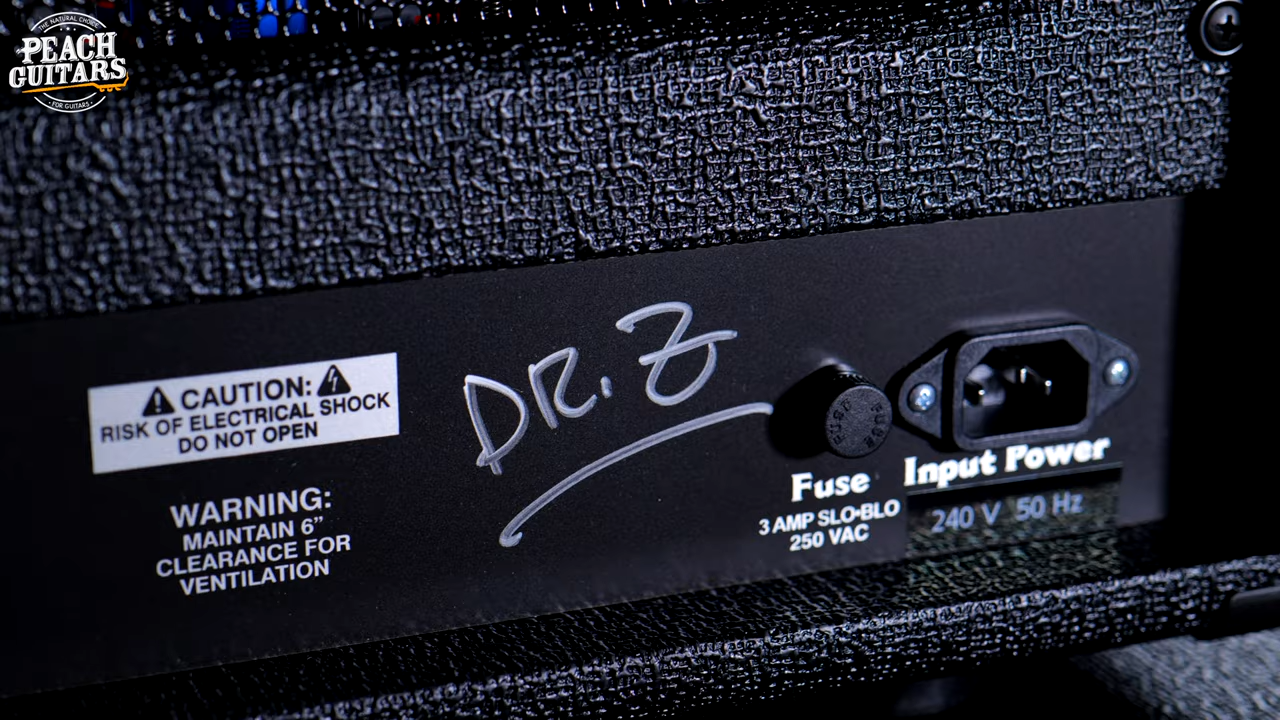 THE NATURAL CHOICE
PEACH
GUITARS
• FOR GUITARS •
⚠ CAUTION: ⚠
RISK OF ELECTRICAL SHOCK
DO NOT OPEN
WARNING:
MAINTAIN 6”
CLEARANCE FOR
VENTILATION
DR. Z
FUSE
FUSE
Fuse
3 AMP SLO•BLO
250 VAC
Input Power
240 V 50 Hz